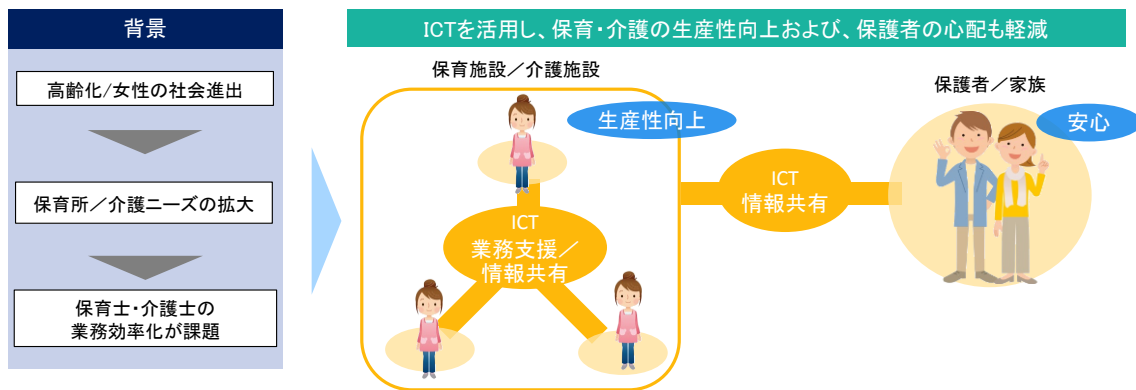 背景
高齢化/女性の社会進出
保育所／介護ニーズの拡大
保育士・介護士の
業務効率化が課題
ICTを活用し、保育・介護の生産性向上および、保護者の心配も軽減
保育施設／介護施設
生産性向上
ICT
業務支援／
情報共有
ICT
情報共有
保護者／家族
安心